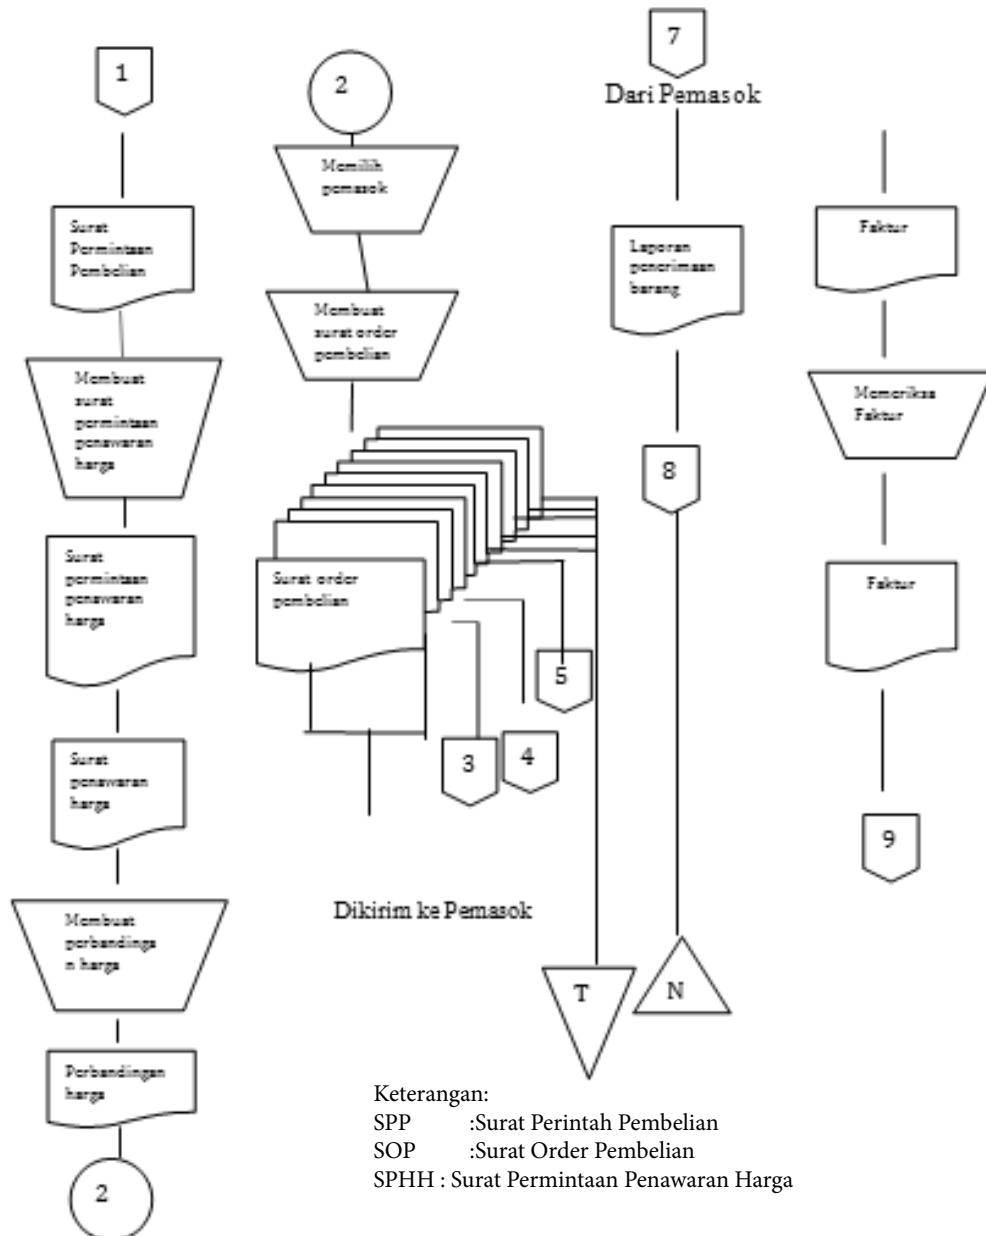 1
Surat
Permintaan
Pembelian
Membuat
surat
permintaan
penawaran
harga
Surat
permintaan
penawaran
harga
Surat
penawaran
harga
Membuat
perbandinga
n harga
Perbandingan
harga
2
2
Memilih
pemasok
Membuat
surat order
pembelian
Surat order
pembelian
3
4
5
Dikirim ke Pemasok
T
7
Dari Pemasok
Laporan
penerimaan
barang
8
N
Faktur
Memeriksa
Faktur
Faktur
9
Keterangan:
SPP :Surat Perintah Pembelian
SOP :Surat Order Pembelian
SPHH : Surat Permintaan Penawaran Harga